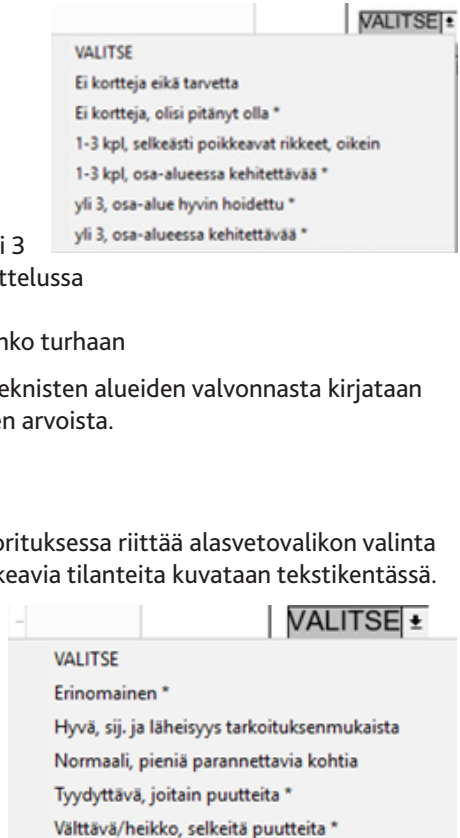 VALITSE
VALITSE
Ei kortteja eikä tarvetta
Ei kortteja, olisi pitänyt olla *
1-3 kpl, selkeästi poikkeavat rikkeet, oikein
1-3 kpl, osa-alueessa kehitettävää *
yli 3, osa-alue hyvin hoidettu *
yli 3, osa-alueessa kehitettävää *
i 3
ttelussa
nko turhaan
eknisten alueiden valvonnasta kirjataan
en arvoista.
orituksessa riittää alasvetovalikon valinta
keavia tilanteita kuvataan tekstikentässä.
VALITSE
VALITSE
Erinomainen *
Hyvä, sij. ja läheisyys tarkoituksenmukaista
Normaali, pieniä parannettavia kohtia
Tyydyttävä, joitain puutteita *
Välttävä/heikko, selkeitä puutteita *